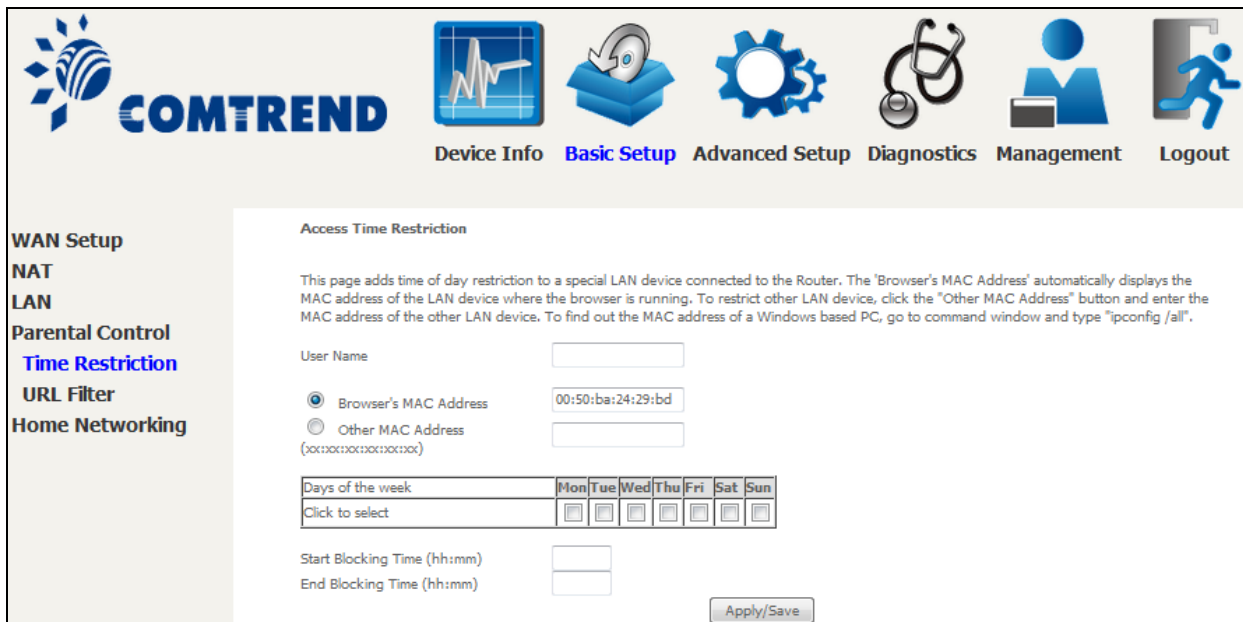 COMTREND
Device Info Basic Setup Advanced Setup Diagnostics Management Logout
WAN Setup
NAT
LAN
Parental Control
Time Restriction
URL Filter
Home Networking
Access Time Restriction
This page adds time of day restriction to a special LAN device connected to the Router. The 'Browser's MAC Address' automatically displays the
MAC address of the LAN device where the browser is running. To restrict other LAN device, click the "Other MAC Address" button and enter the
MAC address of the other LAN device. To find out the MAC address of a Windows based PC, go to command window and type "ipconfig /all".
User Name
Browser's MAC Address 00:50:ba:24:29:bd
Other MAC Address
(xx:xx:xx:xx:xx:xx)
Days of the week Mon Tue Wed Thu Fri Sat Sun
Click to select
Start Blocking Time (hh:mm)
End Blocking Time (hh:mm)
Apply/Save